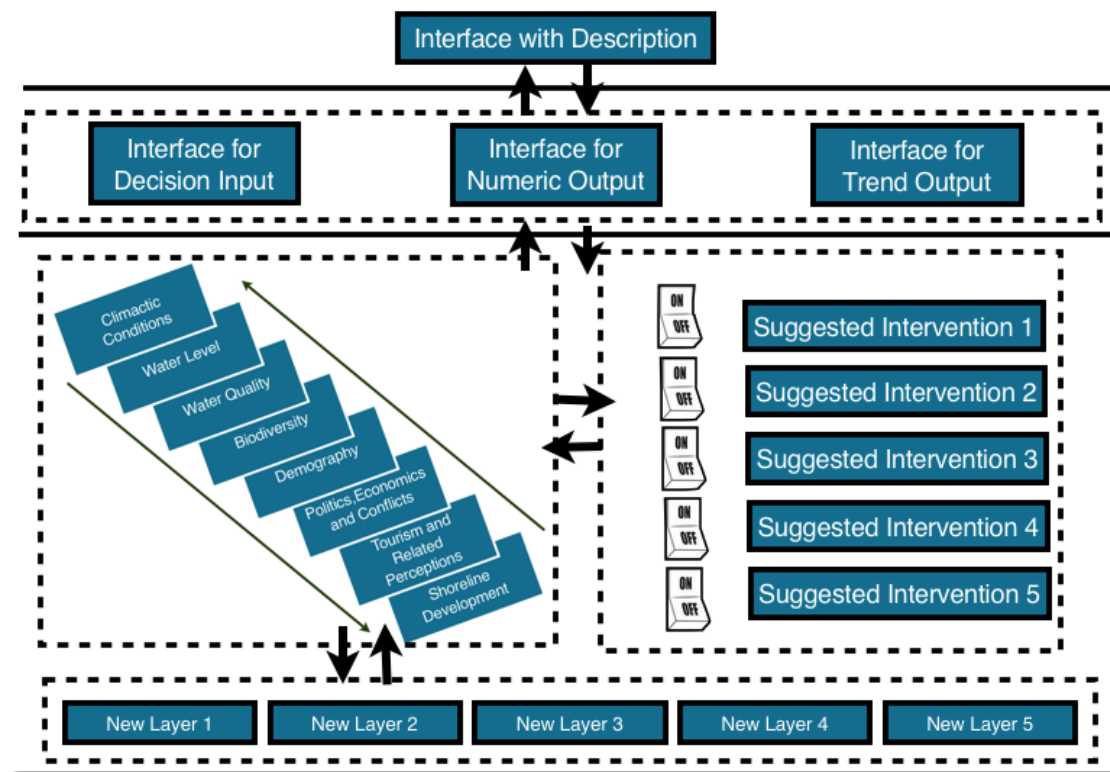 Interface with Description
Interface for
Decision Input
Interface for
Numeric Output
Interface for
Trend Output
Climactic
Conditions
Water Level
Water Quality
Biodiversity
Demography
Politics,Economics
and Conflicts
Tourism and
Related
Perceptions
Shoreline
Development
ON
OFF
Suggested Intervention 1
ON
OFF
Suggested Intervention 2
ON
OFF
Suggested Intervention 3
ON
OFF
Suggested Intervention 4
ON
OFF
Suggested Intervention 5
New Layer 1
New Layer 2
New Layer 3
New Layer 4
New Layer 5